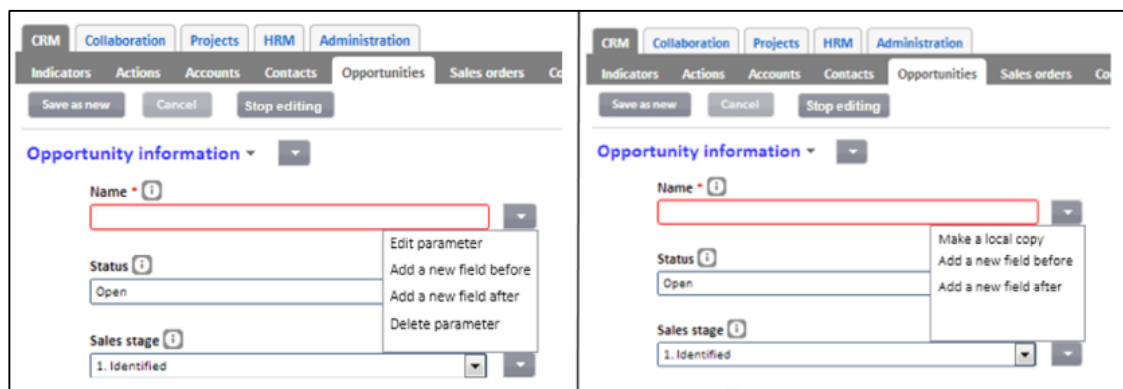 CRM Collaboration Projects HRM Administration
Indicators Actions Accounts Contacts Opportunities Sales orders Co
Save as new Cancel Stop editing
Opportunity information
Name * i
Edit parameter
Add a new field before
Status i
Open
Add a new field after
Delete parameter
Sales stage i
1. Identified
CRM Collaboration Projects HRM Administration
Indicators Actions Accounts Contacts Opportunities Sales orders Co
Save as new Cancel Stop editing
Opportunity information
Name * i
Make a local copy
Add a new field before
Status i
Open
Add a new field after
Sales stage i
1. Identified